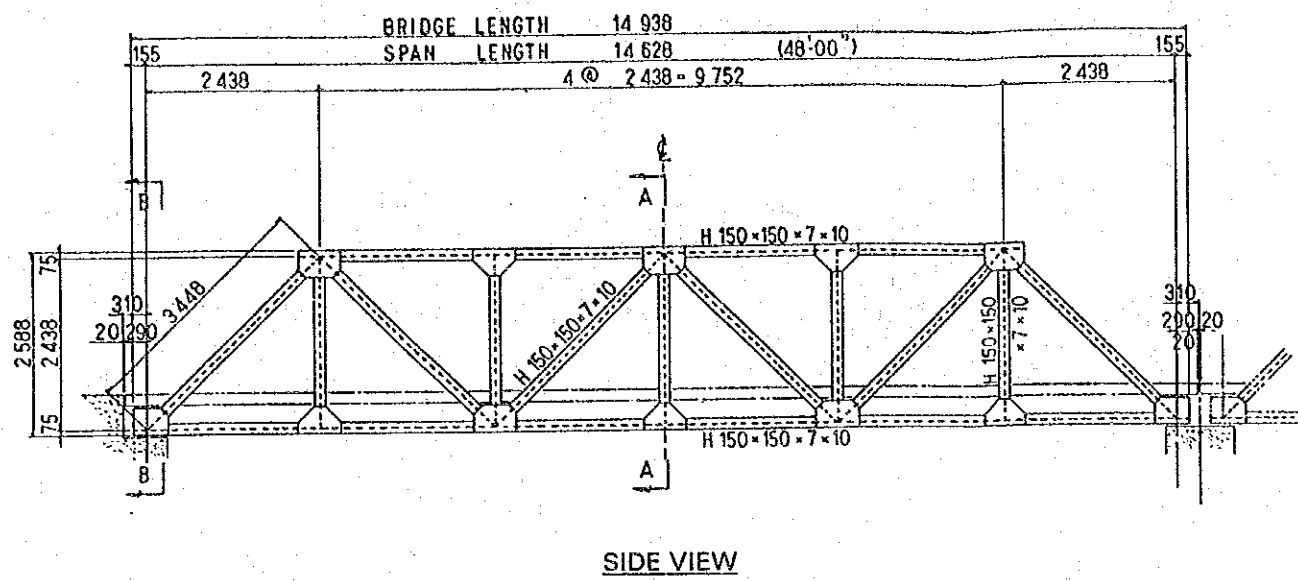 BRIDGE LENGTH 14 938
155 SPAN LENGTH 14 628 (48'00") 155
2 438 4 @ 2 438 = 9 752 2 438
B A
H 150×150×7×10
75
310
3 448
20 290
2 588
2 438
H 150×150×7×10
H 150×150
×7×10
310
290 20
20
75
H 150×150×7×10
B A
SIDE VIEW